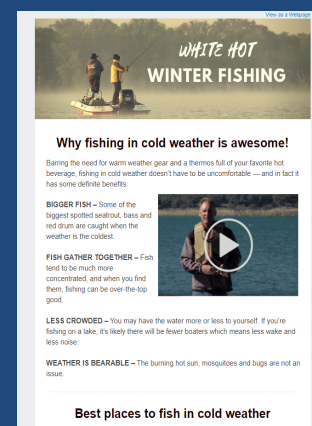 View as a Webpage
WHITE HOT
WINTER FISHING
Why fishing in cold weather is awesome!
Barring the need for warm weather gear and a thermos full of your favorite hot
beverage, fishing in cold weather doesn't have to be uncomfortable — and in fact it
has some definite benefits.
BIGGER FISH – Some of the
biggest spotted seatrout, bass and
red drum are caught when the
weather is the coldest.
FISH GATHER TOGETHER – Fish
tend to be much more
concentrated, and when you find
them, fishing can be over-the-top
good.
LESS CROWDED – You may have the water more or less to yourself. If you're
fishing on a lake, it's likely there will be fewer boaters which means less wake and
less noise.
WEATHER IS BEARABLE – The burning hot sun, mosquitoes and bugs are not an
issue.
Best places to fish in cold weather